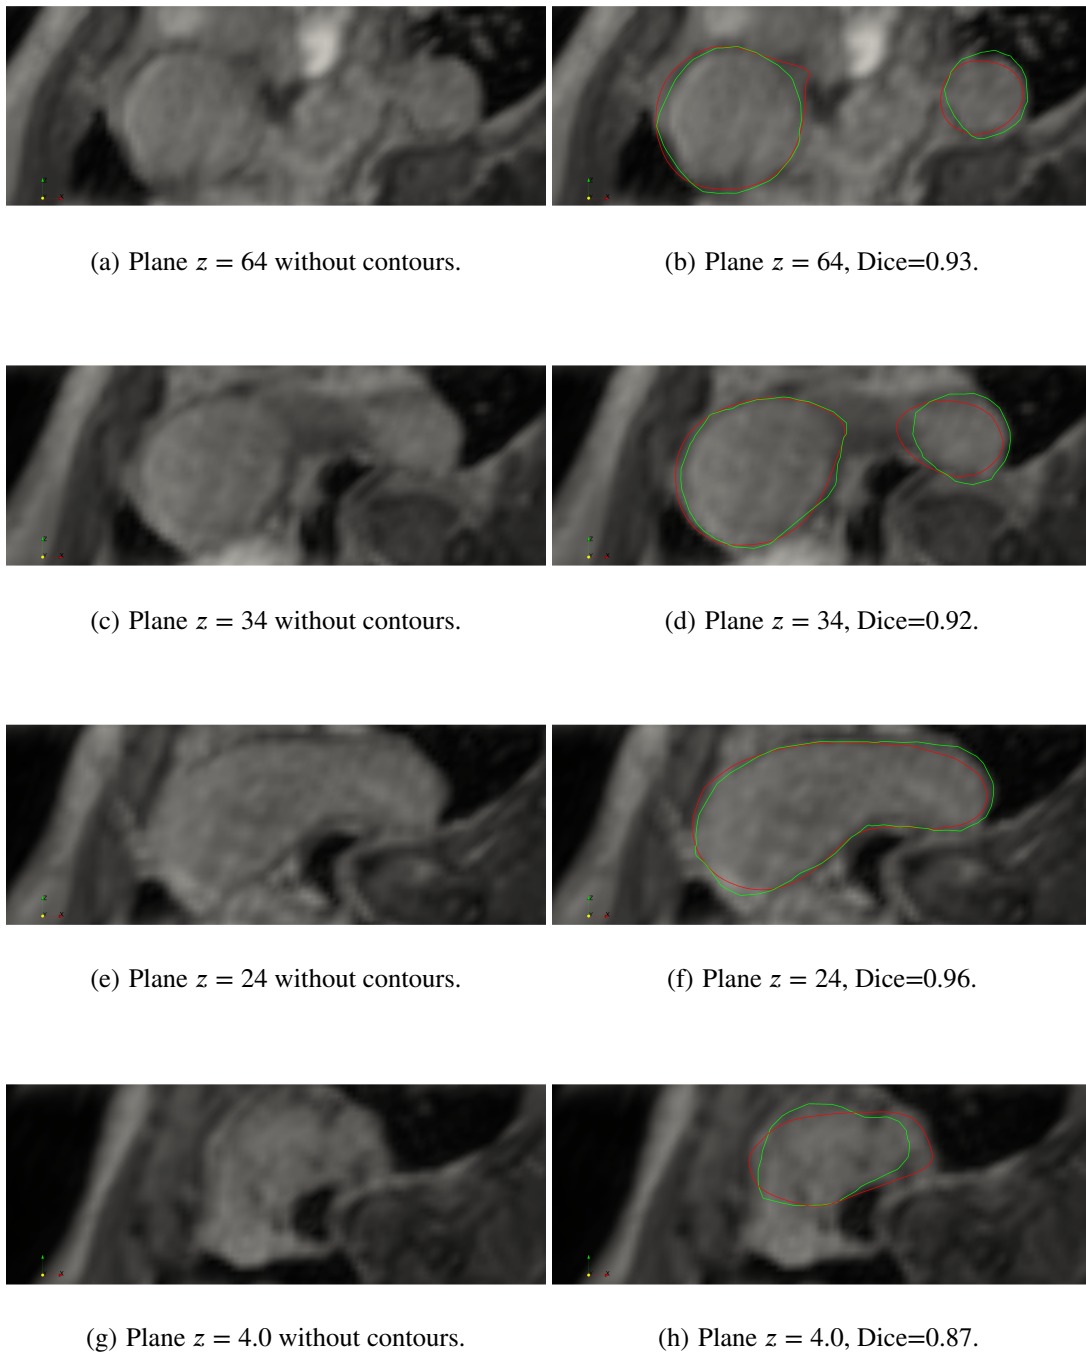 (a) Plane z = 64 without contours.
(b) Plane z = 64, Dice=0.93.
(c) Plane z = 34 without contours.
(d) Plane z = 34, Dice=0.92.
(e) Plane z = 24 without contours.
(f) Plane z = 24, Dice=0.96.
(g) Plane z = 4.0 without contours.
(h) Plane z = 4.0, Dice=0.87.